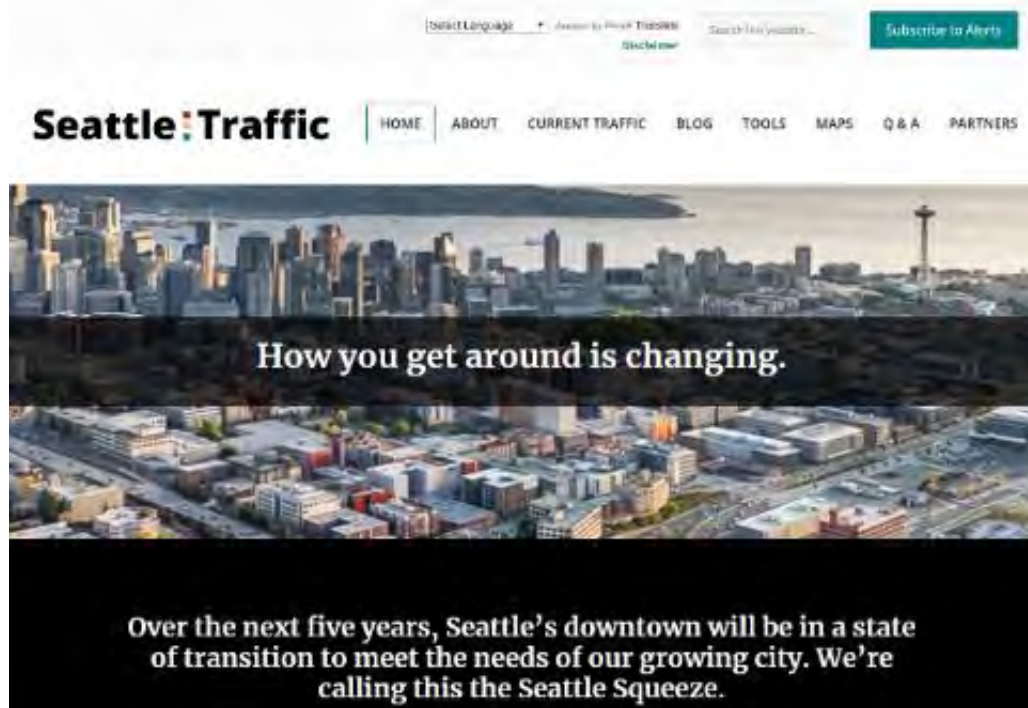 Select Language
Translate
Disclaimer
Subscribe to Alerts
Seattle Traffic
HOME ABOUT CURRENT TRAFFIC BLOG TOOLS MAPS Q & A PARTNERS
How you get around is changing.
Over the next five years, Seattle's downtown will be in a state
of transition to meet the needs of our growing city. We're
calling this the Seattle Squeeze.